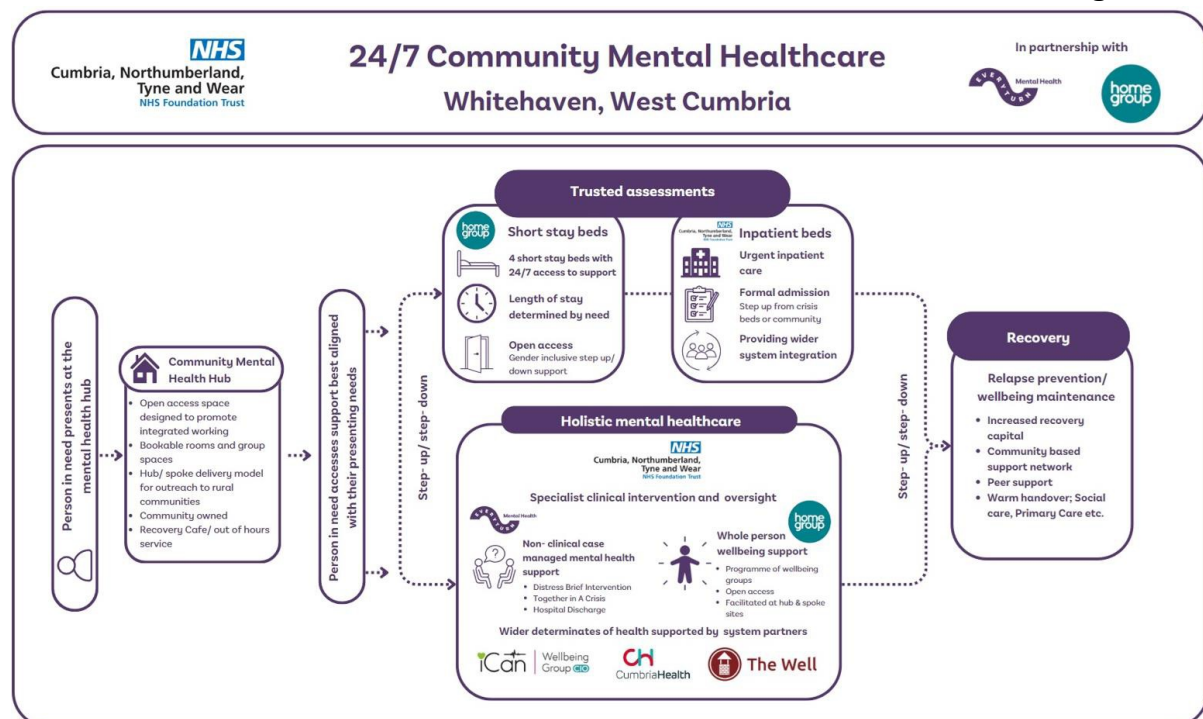 NHS
Cumbria, Northumberland,
Tyne and Wear
NHS Foundation Trust
24/7 Community Mental Healthcare
Whitehaven, West Cumbria
In partnership with
EVERYTURN
Mental Health
home
group
Person in need presents at the
mental health hub
Community Mental
Health Hub
• Open access space
designed to promote
integrated working
• Bookable rooms and group
spaces
• Hub/ spoke delivery model
for outreach to rural
communities
• Community owned
• Recovery Cafe/ out of hours
service
Person in need accesses support best aligned
with their presenting needs
Step- up/ step- down
Trusted assessments
home
group
Short stay beds
4 short stay beds with
24/7 access to support
Length of stay
determined by need
Open access
Gender inclusive step up/
down support
NHS
Cumbria, Northumberland,
Tyne and Wear
NHS Foundation Trust
Inpatient beds
Urgent inpatient
care
Formal admission
Step up from crisis
beds or community
Providing wider
system integration
Holistic mental healthcare
NHS
Cumbria, Northumberland,
Tyne and Wear
NHS Foundation Trust
Specialist clinical intervention and oversight
EVERYTURN
Mental Health
Non- clinical case
managed mental health
support
• Distress Brief Intervention
• Together in A Crisis
• Hospital Discharge
home
group
Whole person
wellbeing support
• Programme of wellbeing
groups
• Open access
• Facilitated at hub & spoke
sites
Wider determinates of health supported by system partners
iCan
Wellbeing
Group CIO
CH
CumbriaHealth
The Well
Step- up/ step- down
Recovery
Relapse prevention/
wellbeing maintenance
• Increased recovery
capital
• Community based
support network
• Peer support
• Warm handover; Social
care, Primary Care etc.